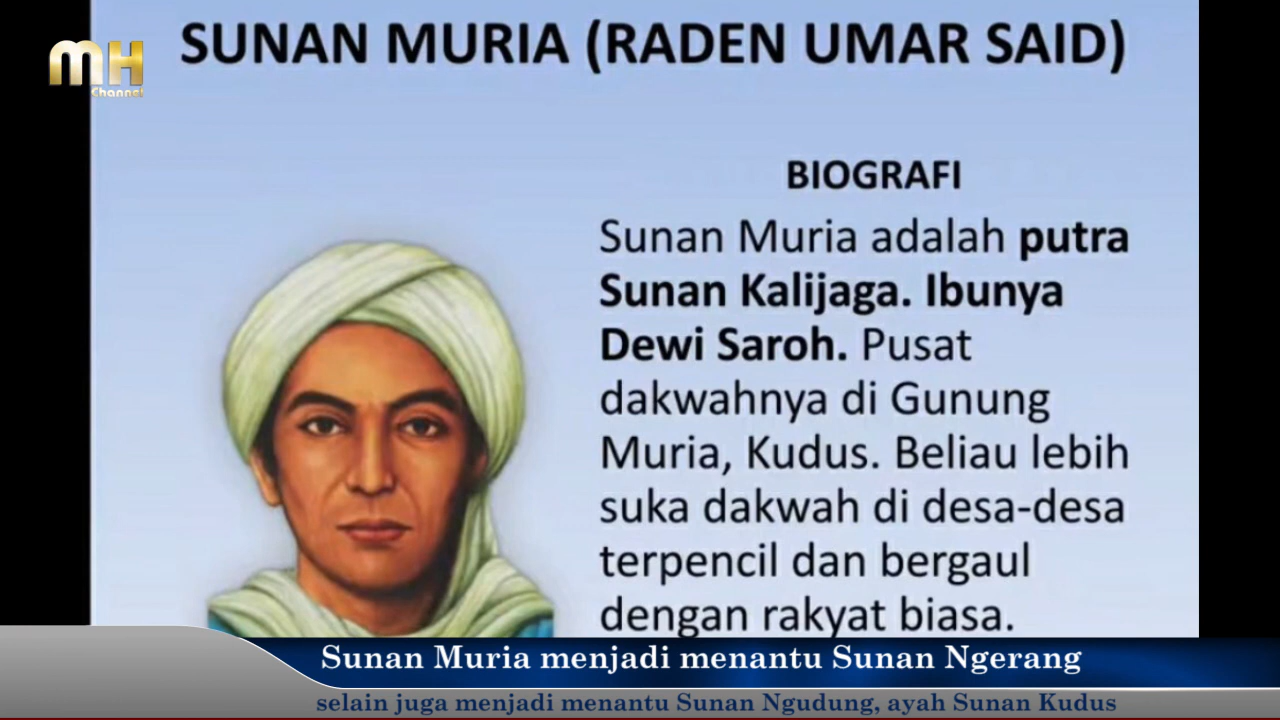 SUNAN MURIA (RADEN UMAR SAID)
MH
Channel
BIOGRAFI
Sunan Muria adalah putra
Sunan Kalijaga. Ibunya
Dewi Saroh. Pusat
dakwahnya di Gunung
Muria, Kudus. Beliau lebih
suka dakwah di desa-desa
terpencil dan bergaul
dengan rakyat biasa.
Sunan Muria menjadi menantu Sunan Ngerang
selain juga menjadi menantu Sunan Ngudung, ayah Sunan Kudus